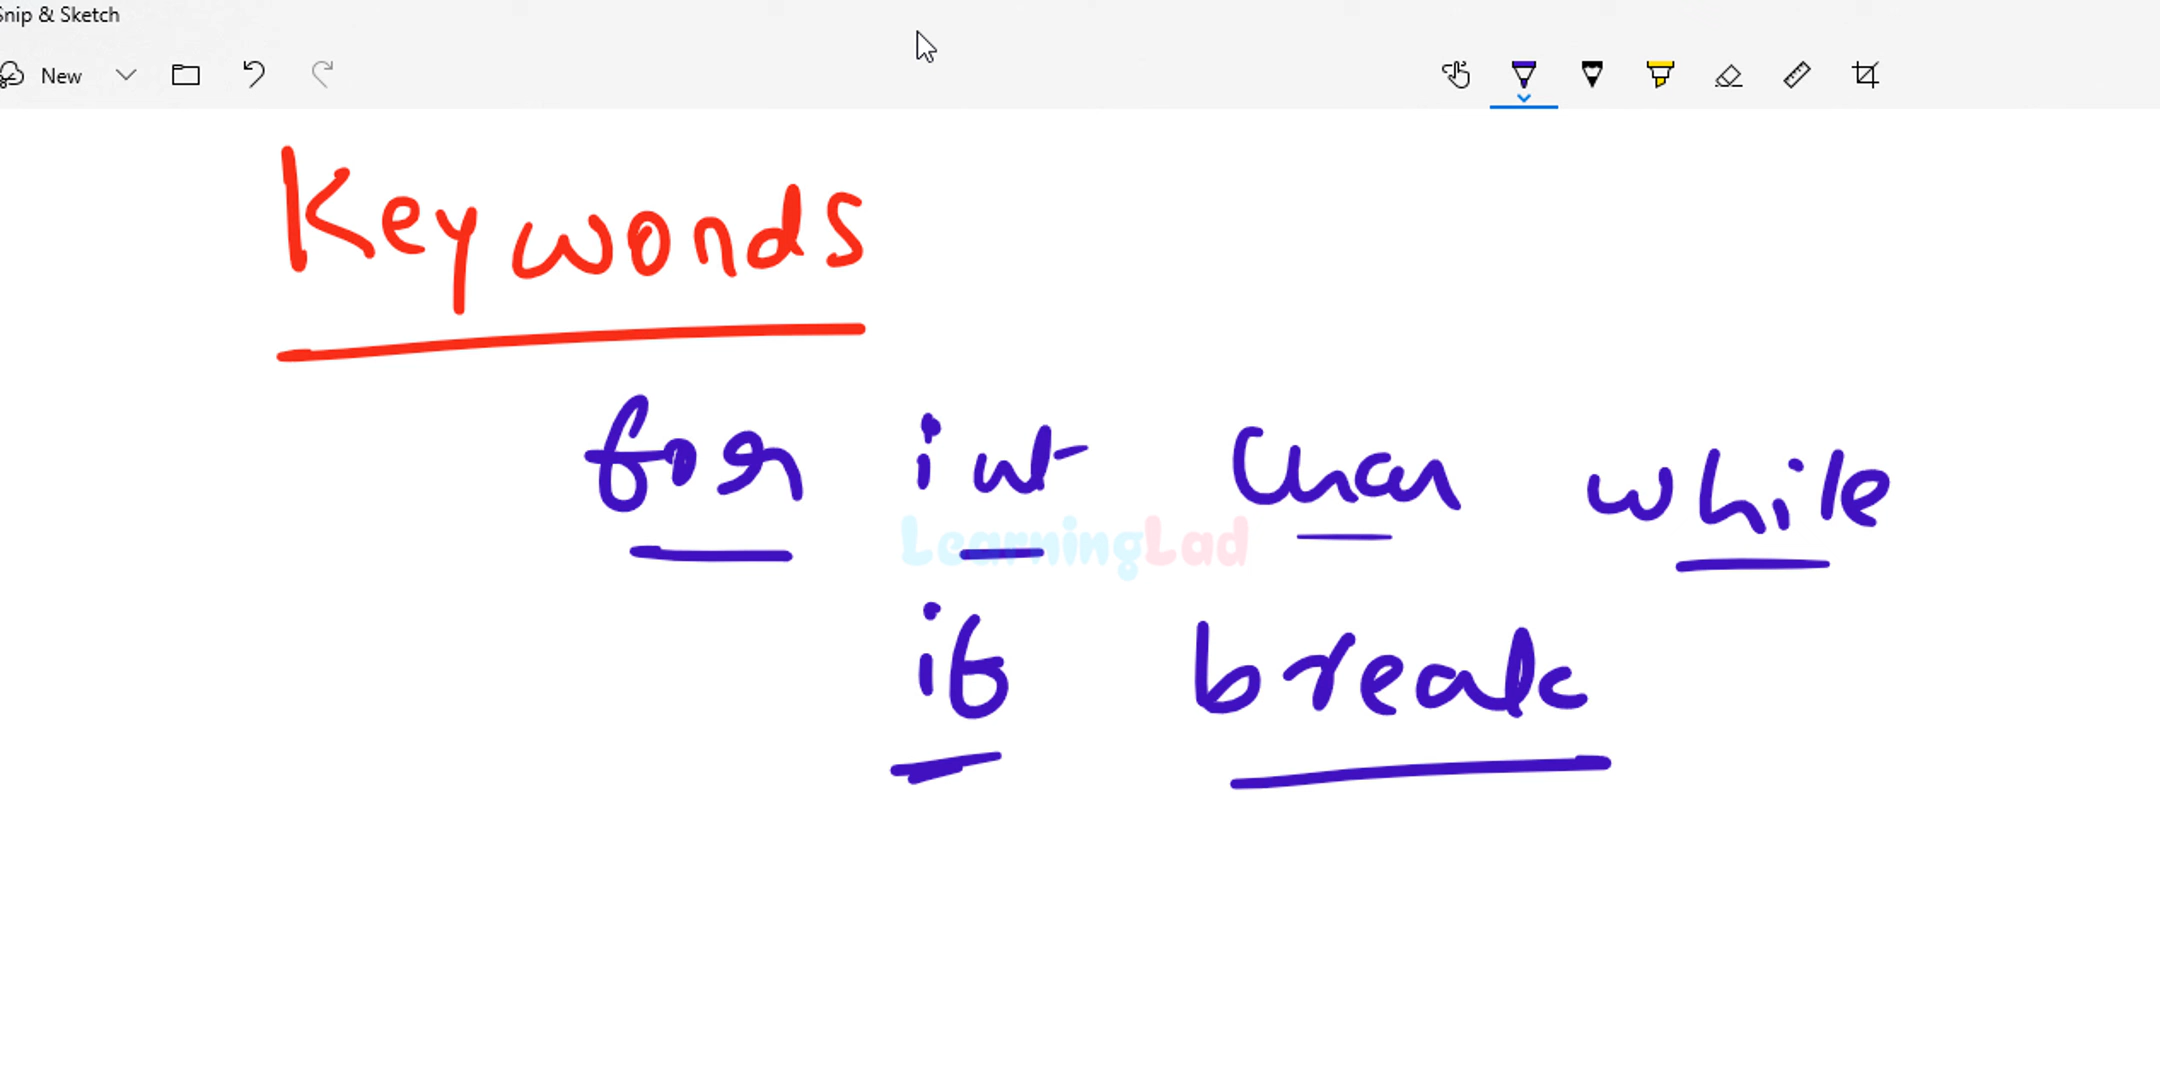 Snip & Sketch
New
Keywords
for int char while
LearningLad
if break